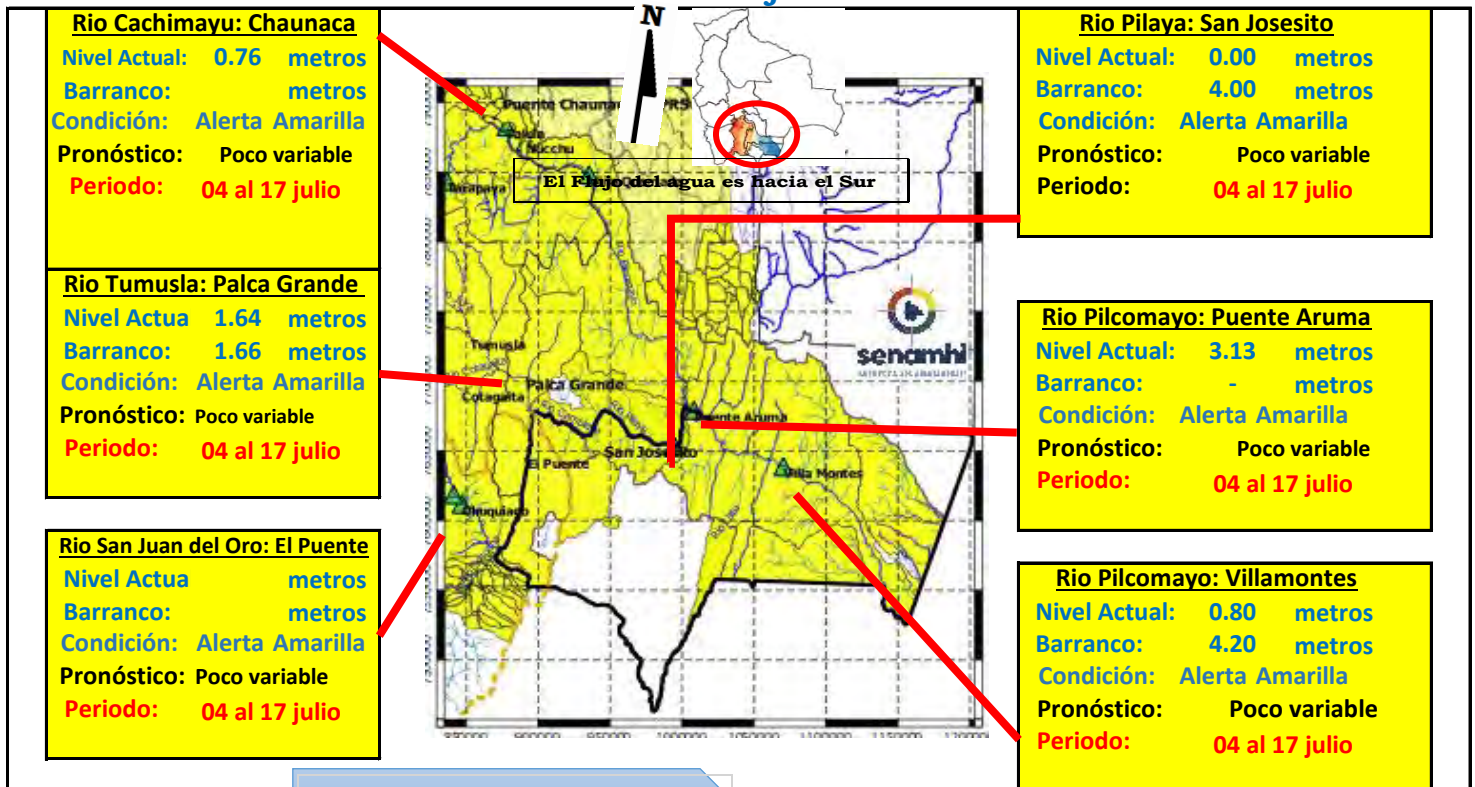 Rio Cachimayu: Chaunaca
Nivel Actual: 0.76 metros
Barranco: metros
Condición: Alerta Amarilla
Pronóstico: Poco variable
Periodo: 04 al 17 julio
Rio Tumusla: Palca Grande
Nivel Actua 1.64 metros
Barranco: 1.66 metros
Condición: Alerta Amarilla
Pronóstico: Poco variable
Periodo: 04 al 17 julio
Rio San Juan del Oro: El Puente
Nivel Actua metros
Barranco: metros
Condición: Alerta Amarilla
Pronóstico: Poco variable
Periodo: 04 al 17 julio
N
Puente Chauna
El Flujo del agua es hacia el Sur
Tarapaya
Tumusla
Palca Grande
Cotagaita
Puente Aruma
San Josesito
El Puente
Villa Montes
Chuquiago
senamhi
900000
1000000
1050000
1100000
1150000
Rio Pilaya: San Josesito
Nivel Actual: 0.00 metros
Barranco: 4.00 metros
Condición: Alerta Amarilla
Pronóstico: Poco variable
Periodo: 04 al 17 julio
Rio Pilcomayo: Puente Aruma
Nivel Actual: 3.13 metros
Barranco: - metros
Condición: Alerta Amarilla
Pronóstico: Poco variable
Periodo: 04 al 17 julio
Rio Pilcomayo: Villamontes
Nivel Actual: 0.80 metros
Barranco: 4.20 metros
Condición: Alerta Amarilla
Pronóstico: Poco variable
Periodo: 04 al 17 julio